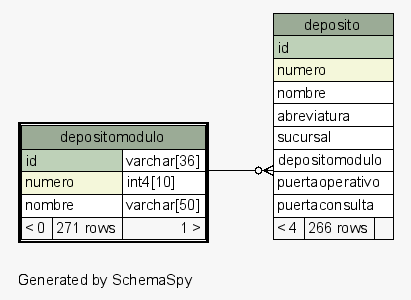 deposito
id
numero
nombre
abreviatura
sucursal
depositomodulo
puertaoperativo
puertaconsulta
< 4 266 rows
depositomodulo
id varchar[36]
numero int4[10]
nombre varchar[50]
< 0 271 rows 1 >
Generated by SchemaSpy